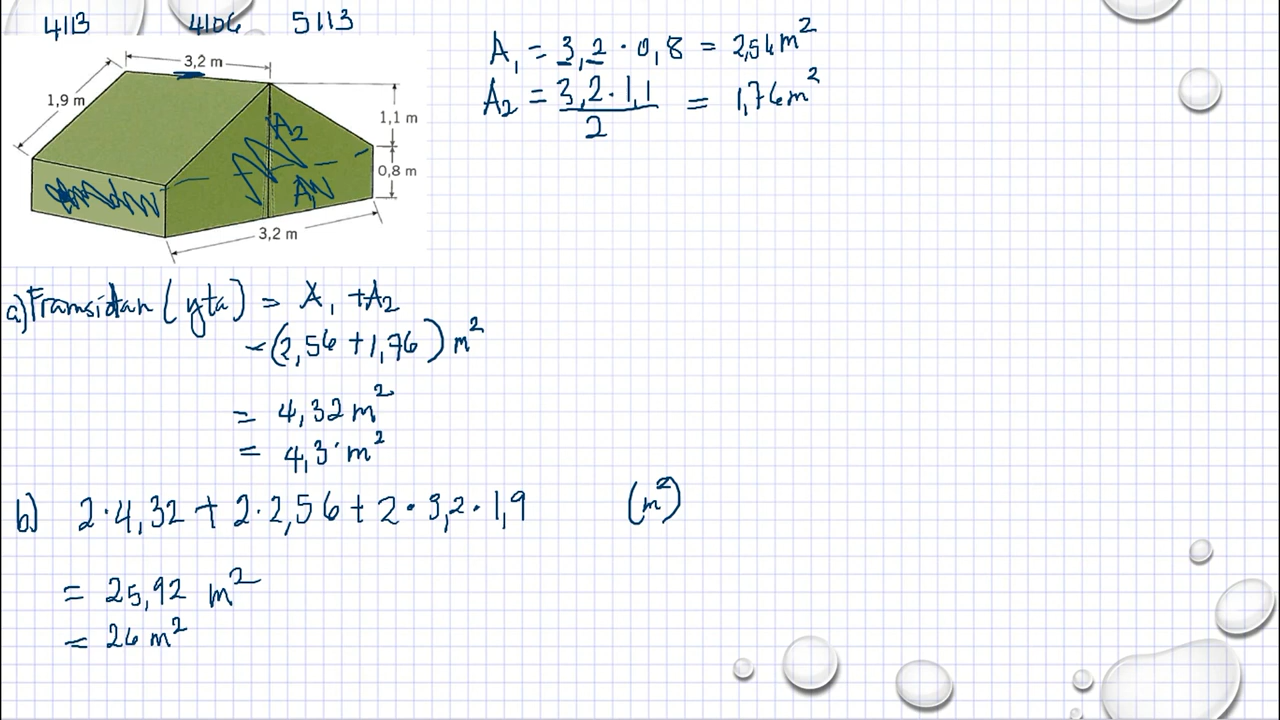 4113 4106 5113
3,2 m
1,9 m
1,1 m
0,8 m
3,2 m
A₂
A₁
A₁ = 3,2 · 0,8 = 2,56 m²
A₂ = 3,2 · 1,1 / 2 = 1,76 m²
a) Framsidan (yta) = A₁ + A₂
= (2,56 + 1,76) m²
= 4,32 m²
= 4,3 m²
b) 2 · 4,32 + 2 · 2,56 + 2 · 3,2 · 1,9 (m²)
= 25,92 m²
= 26 m²